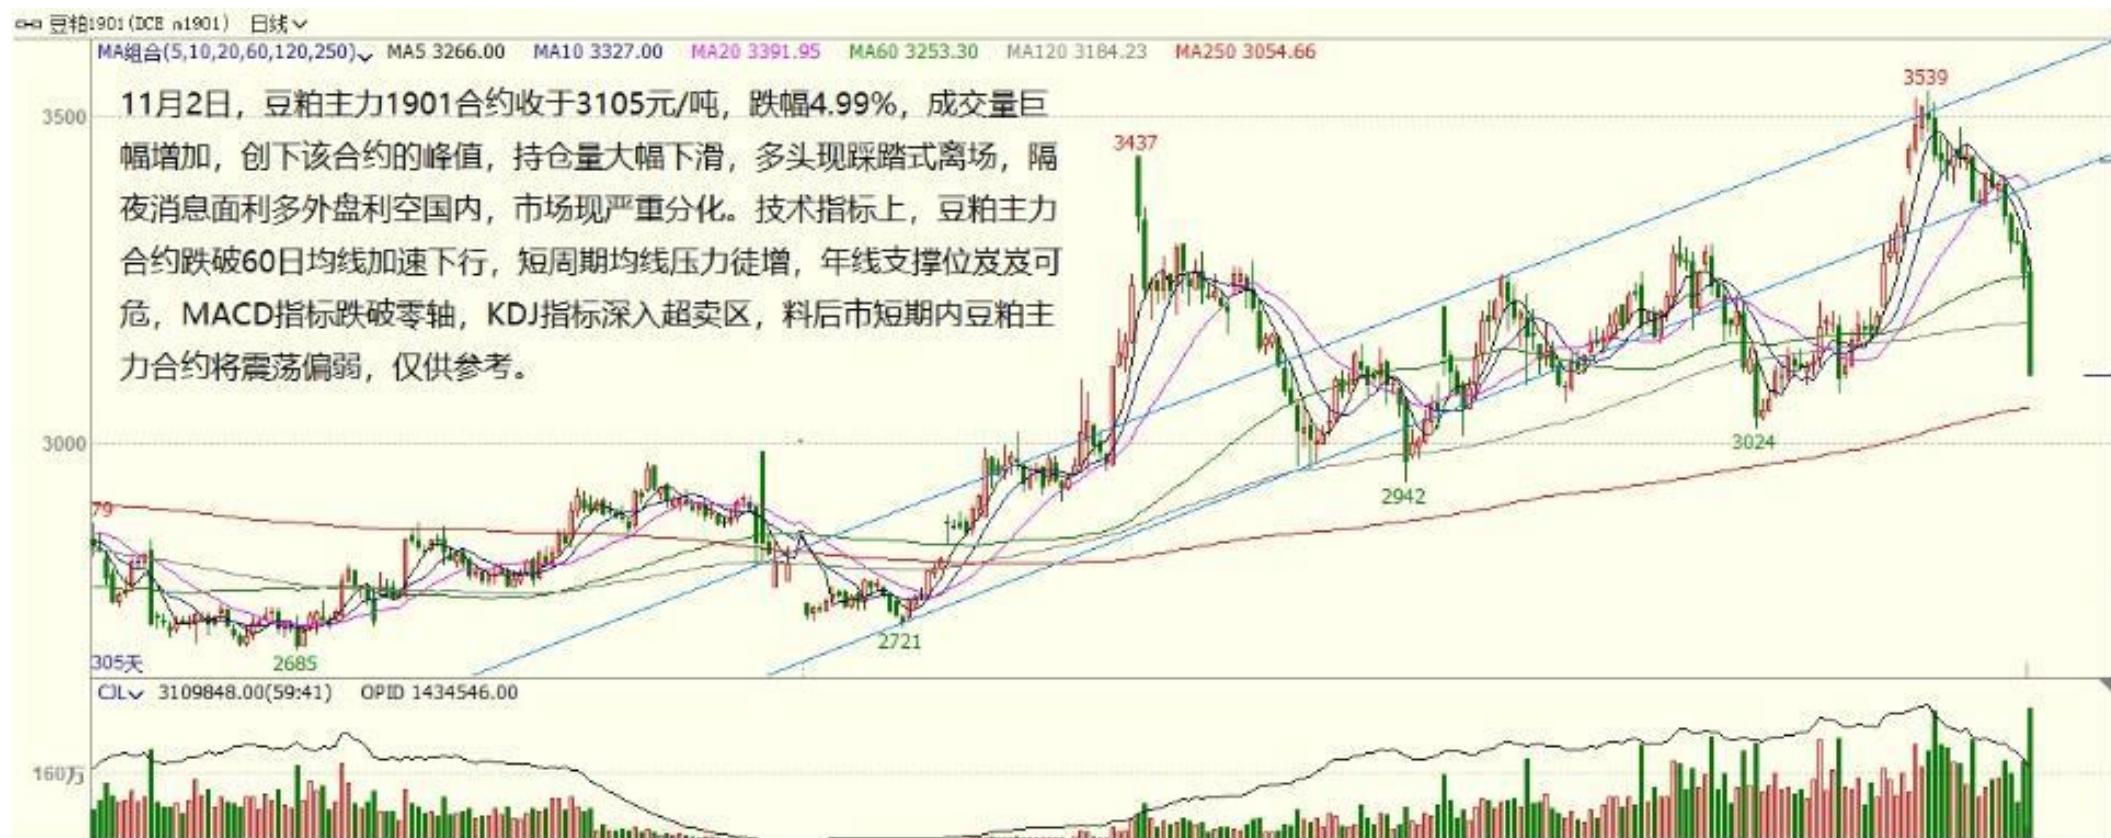 豆粕1901(DCE m1901) 日线
MA组合(5,10,20,60,120,250) MA5 3266.00 MA10 3327.00 MA20 3391.95 MA60 3253.30 MA120 3184.23 MA250 3054.66
3539
3500
11月2日，豆粕主力1901合约收于3105元/吨，跌幅4.99%，成交量巨
幅增加，创下该合约的峰值，持仓量大幅下滑，多头现踩踏式离场，隔
夜消息面利多外盘利空国内，市场现严重分化。技术指标上，豆粕主力
合约跌破60日均线加速下行，短周期均线压力徒增，年线支撑位岌岌可
危，MACD指标跌破零轴，KDJ指标深入超卖区，料后市短期内豆粕主
力合约将震荡偏弱，仅供参考。
3437
3000
3024
2942
79
2721
305天
2685
CJL 3109848.00(59:41) OPID 1434546.00
160万